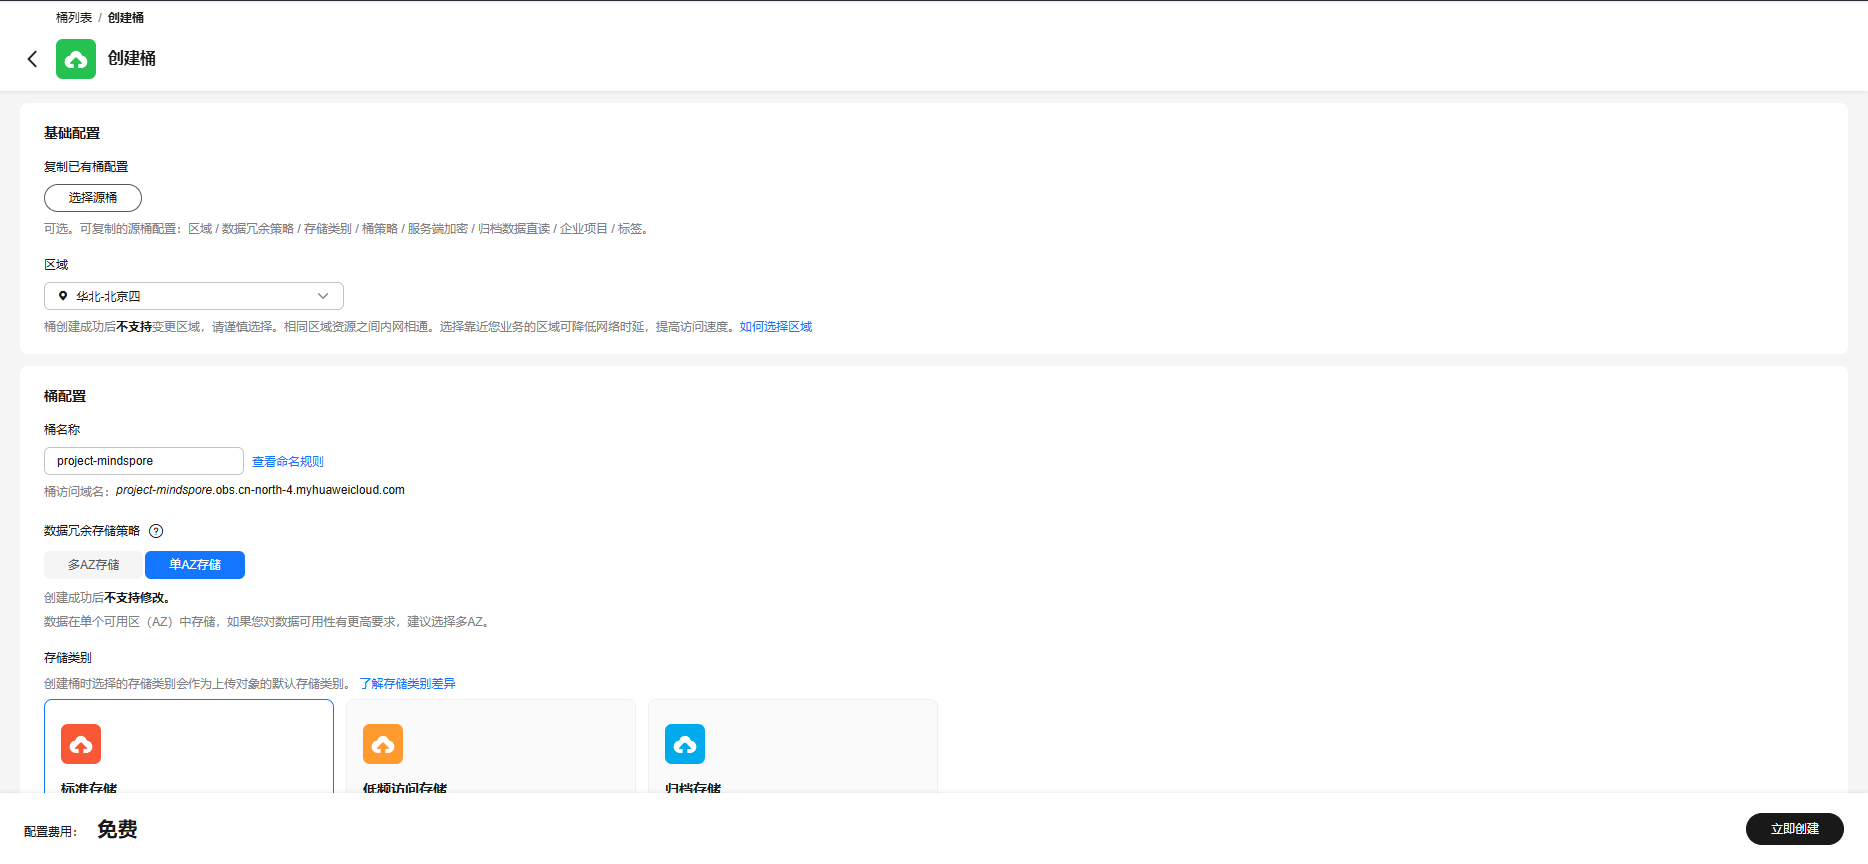 桶列表 / 创建桶
创建桶
基础配置
复制已有桶配置
选择源桶
可选。可复制的源桶配置：区域 / 数据冗余策略 / 存储类别 / 桶策略 / 服务端加密 / 归档数据直读 / 企业项目 / 标签。
区域
华北-北京四
桶创建成功后不支持变更区域，请谨慎选择。相同区域资源之间内网相通。选择靠近您业务的区域可降低网络时延，提高访问速度。如何选择区域
桶配置
桶名称
project-mindspore 查看命名规则
桶访问域名：project-mindspore.obs.cn-north-4.myhuaweicloud.com
数据冗余存储策略 ?
多AZ存储 单AZ存储
创建成功后不支持修改。
数据在单个可用区（AZ）中存储，如果您对数据可用性有更高要求，建议选择多AZ。
存储类别
创建桶时选择的存储类别会作为上传对象的默认存储类别。 了解存储类别差异
标准存储 低频访问存储 归档存储
配置费用： 免费 立即创建